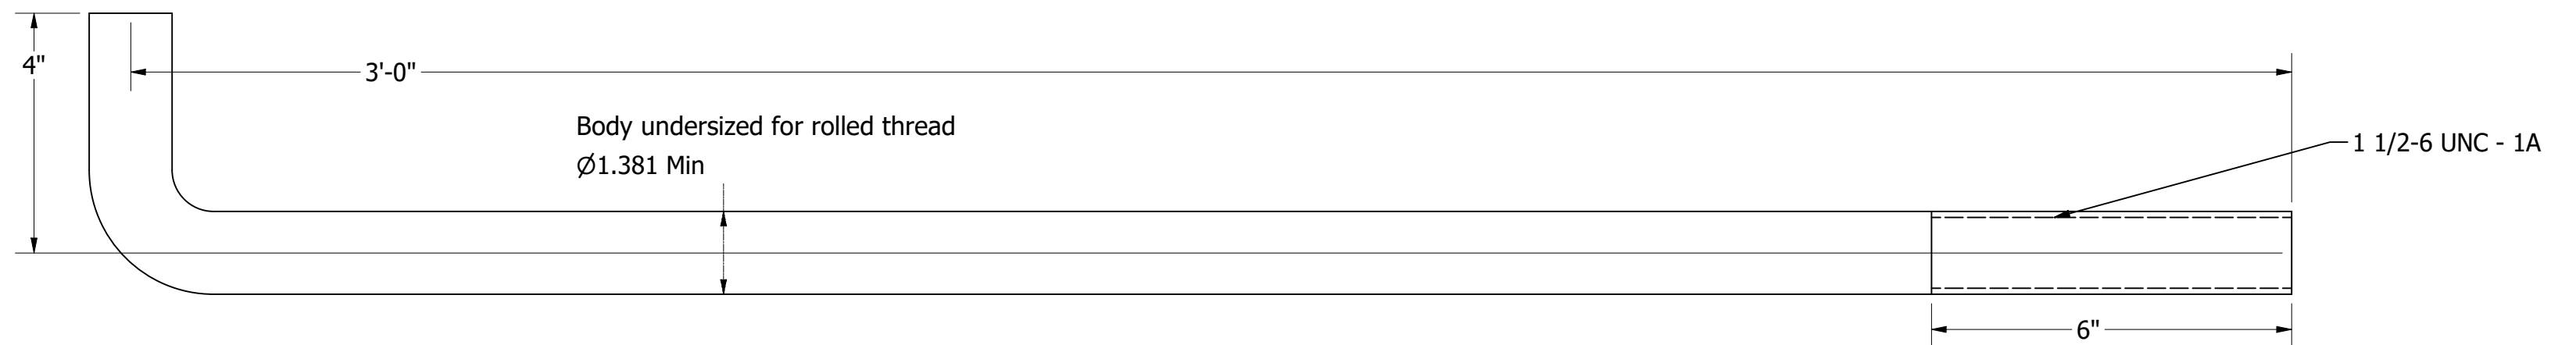 4"
3'-0"
Body undersized for rolled thread
Ø1.381 Min
1 1/2-6 UNC - 1A
6"